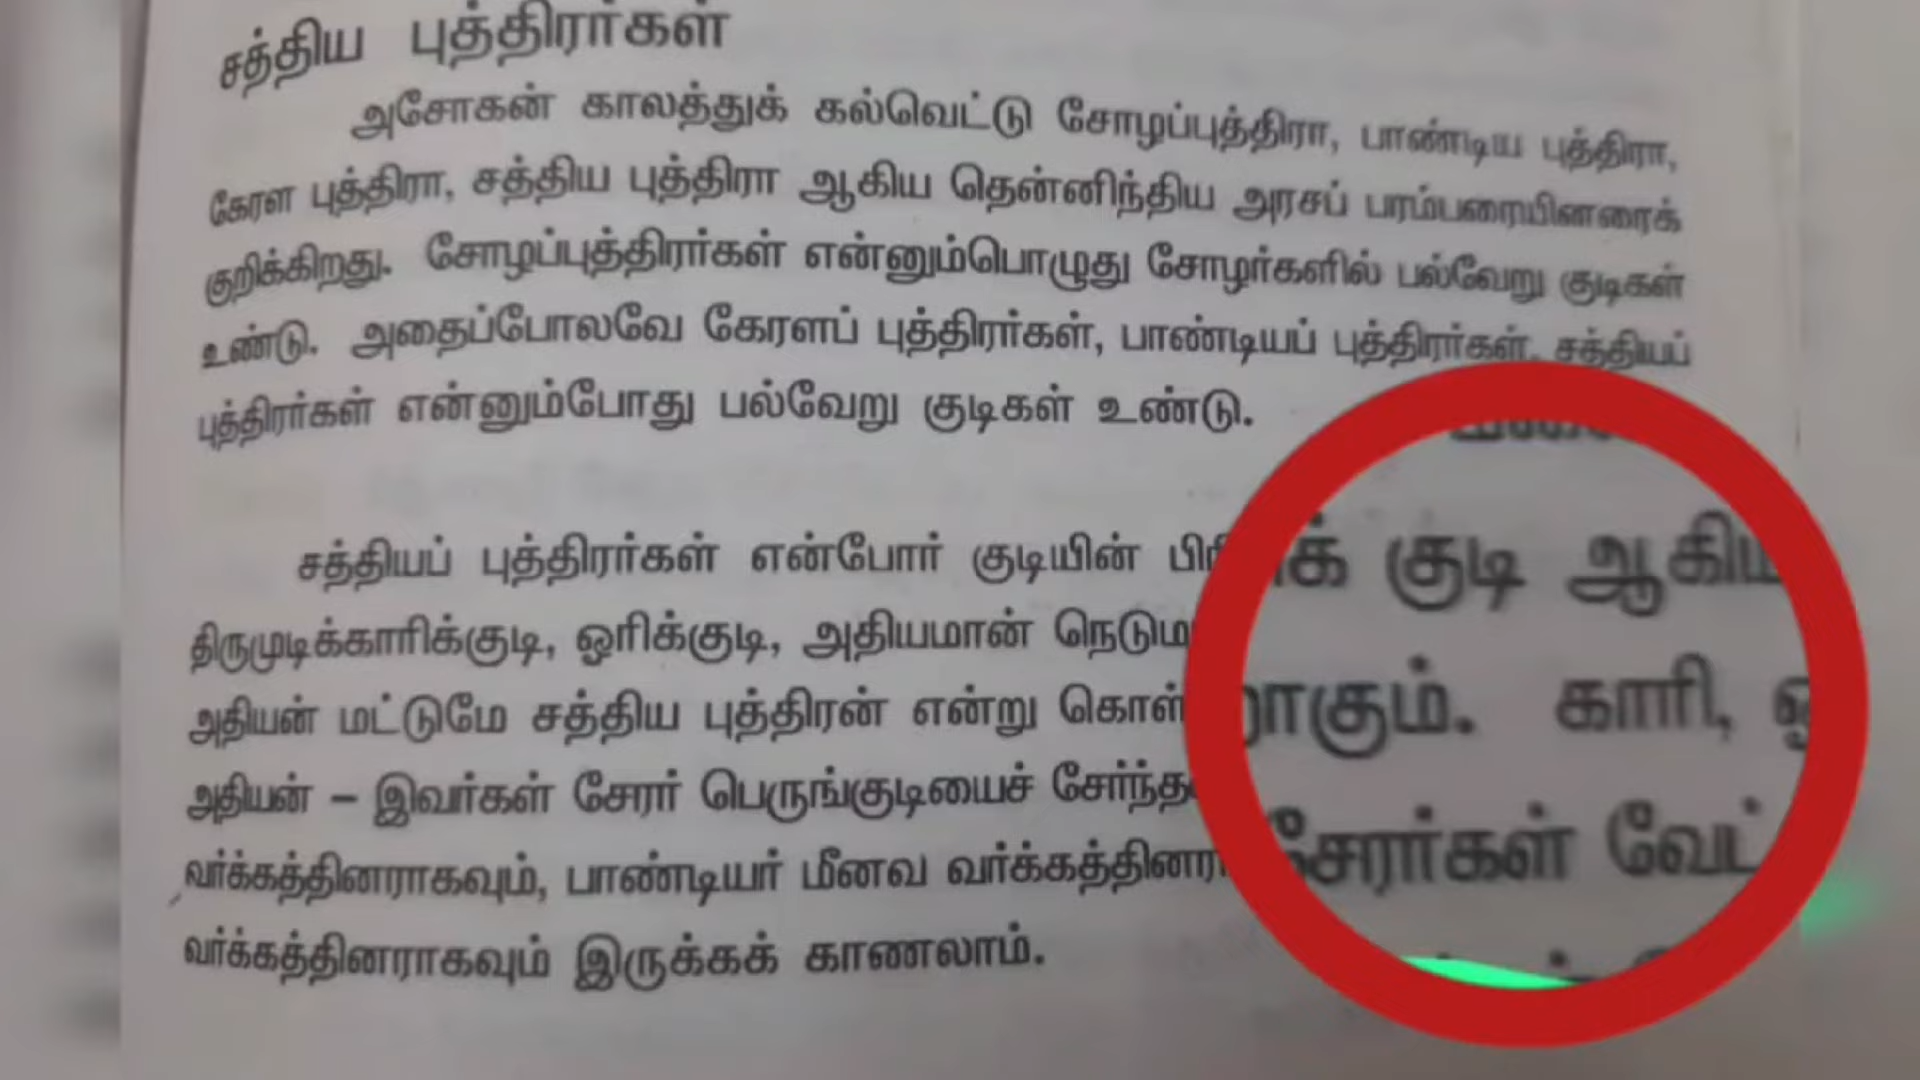 சத்திய புத்திரர்கள்
அசோகன் காலத்துக் கல்வெட்டு சோழப்புத்திரா, பாண்டிய புத்திரா,
கேரள புத்திரா, சத்திய புத்திரா ஆகிய தென்னிந்திய அரசப் பரம்பரையினரைக்
குறிக்கிறது. சோழப்புத்திரர்கள் என்னும்பொழுது சோழர்களில் பல்வேறு குடிகள்
உண்டு. அதைப்போலவே கேரளப் புத்திரர்கள், பாண்டியப் புத்திரர்கள், சத்தியப்
புத்திரர்கள் என்னும்போது பல்வேறு குடிகள் உண்டு.
சத்தியப் புத்திரர்கள் என்போர் குடியின் க் குடி ஆகிய
திருமுடிக்காரிக்குடி, ஓரிக்குடி, அதியமான்
அதியன் மட்டுமே சத்திய புத்திரன் என்று றாகும். காரி,
அதியன் – இவர்கள் சேரர் பெருங்குடியைச் சேரர்கள்
வர்க்கத்தினராகவும், பாண்டியர் மீனவ
வர்க்கத்தினராகவும் இருக்கக் காணலாம்.